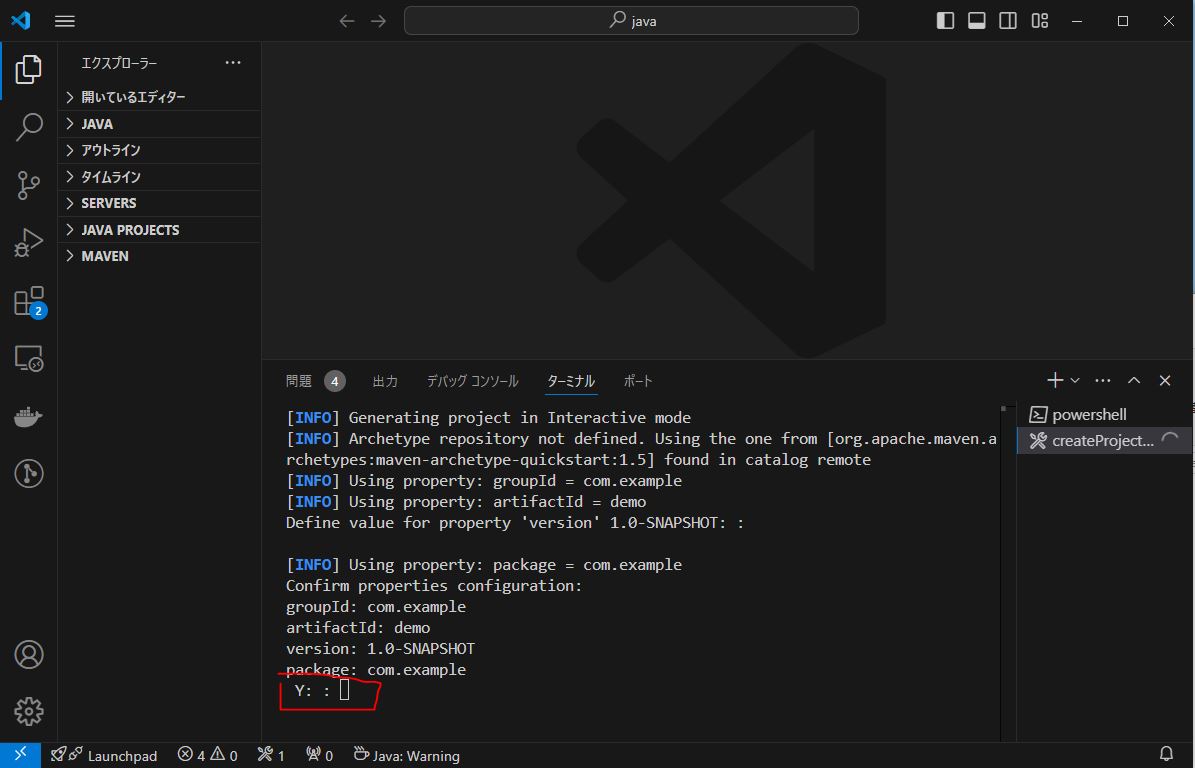 java
エクスプローラー
開いているエディター
JAVA
アウトライン
タイムライン
SERVERS
JAVA PROJECTS
MAVEN
2
問題 4 出力 デバッグ コンソール ターミナル ポート
[INFO] Generating project in Interactive mode
[INFO] Archetype repository not defined. Using the one from [org.apache.maven.a
rchetypes:maven-archetype-quickstart:1.5] found in catalog remote
[INFO] Using property: groupId = com.example
[INFO] Using property: artifactId = demo
Define value for property 'version' 1.0-SNAPSHOT: :
[INFO] Using property: package = com.example
Confirm properties configuration:
groupId: com.example
artifactId: demo
version: 1.0-SNAPSHOT
package: com.example
Y: :
powershell
createProject...
Launchpad 4 0 1 0 Java: Warning